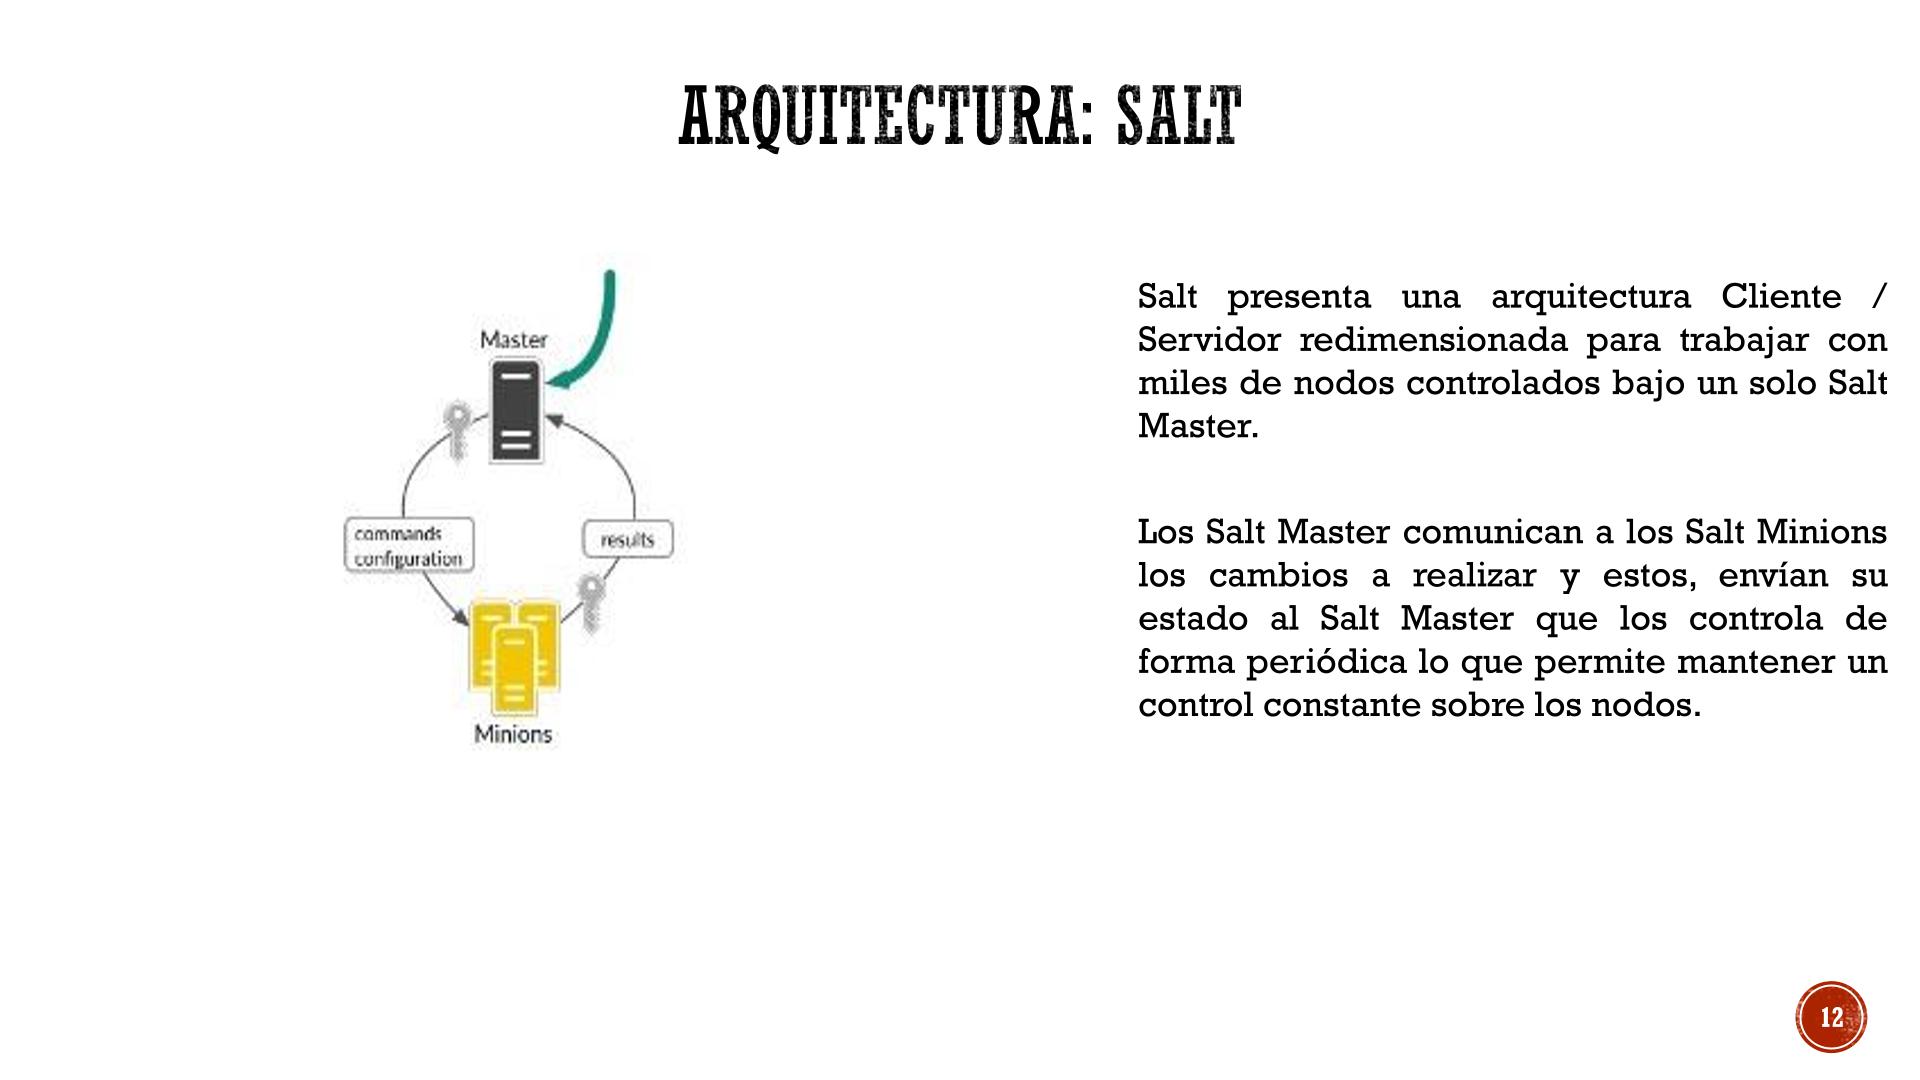 ARQUITECTURA: SALT
Master
commands
configuration
results
Minions
Salt presenta una arquitectura Cliente /
Servidor redimensionada para trabajar con
miles de nodos controlados bajo un solo Salt
Master.
Los Salt Master comunican a los Salt Minions
los cambios a realizar y estos, envían su
estado al Salt Master que los controla de
forma periódica lo que permite mantener un
control constante sobre los nodos.
12